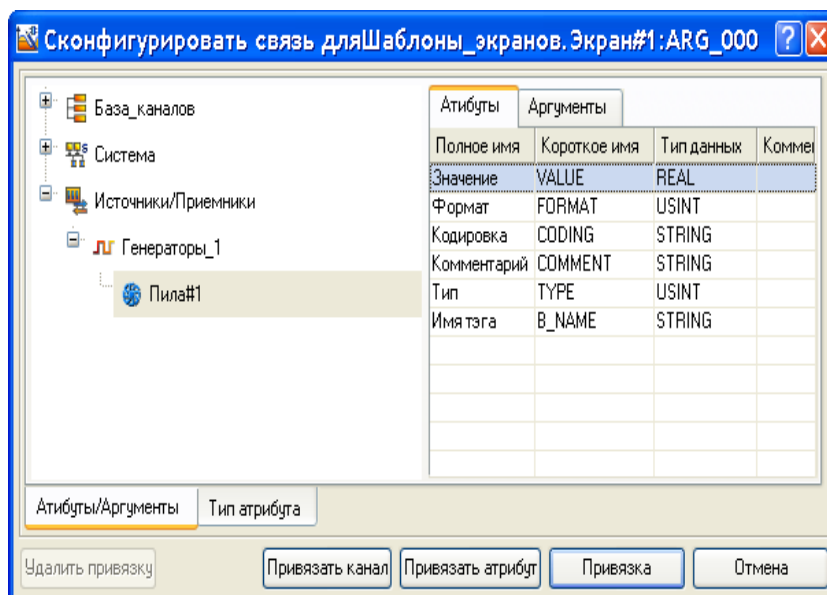 Сконфигурировать связь дляШаблоны_экранов.Экран#1:ARG_000
База_каналов
Система
Источники/Приемники
Генераторы_1
Пила#1
Атибуты Аргументы
Полное имя Короткое имя Тип данных Коммен
Значение VALUE REAL
Формат FORMAT USINT
Кодировка CODING STRING
Комментарий COMMENT STRING
Тип TYPE USINT
Имя тэга B_NAME STRING
Атибуты/Аргументы Тип атрибута
Удалить привязку Привязать канал Привязать атрибут Привязка Отмена